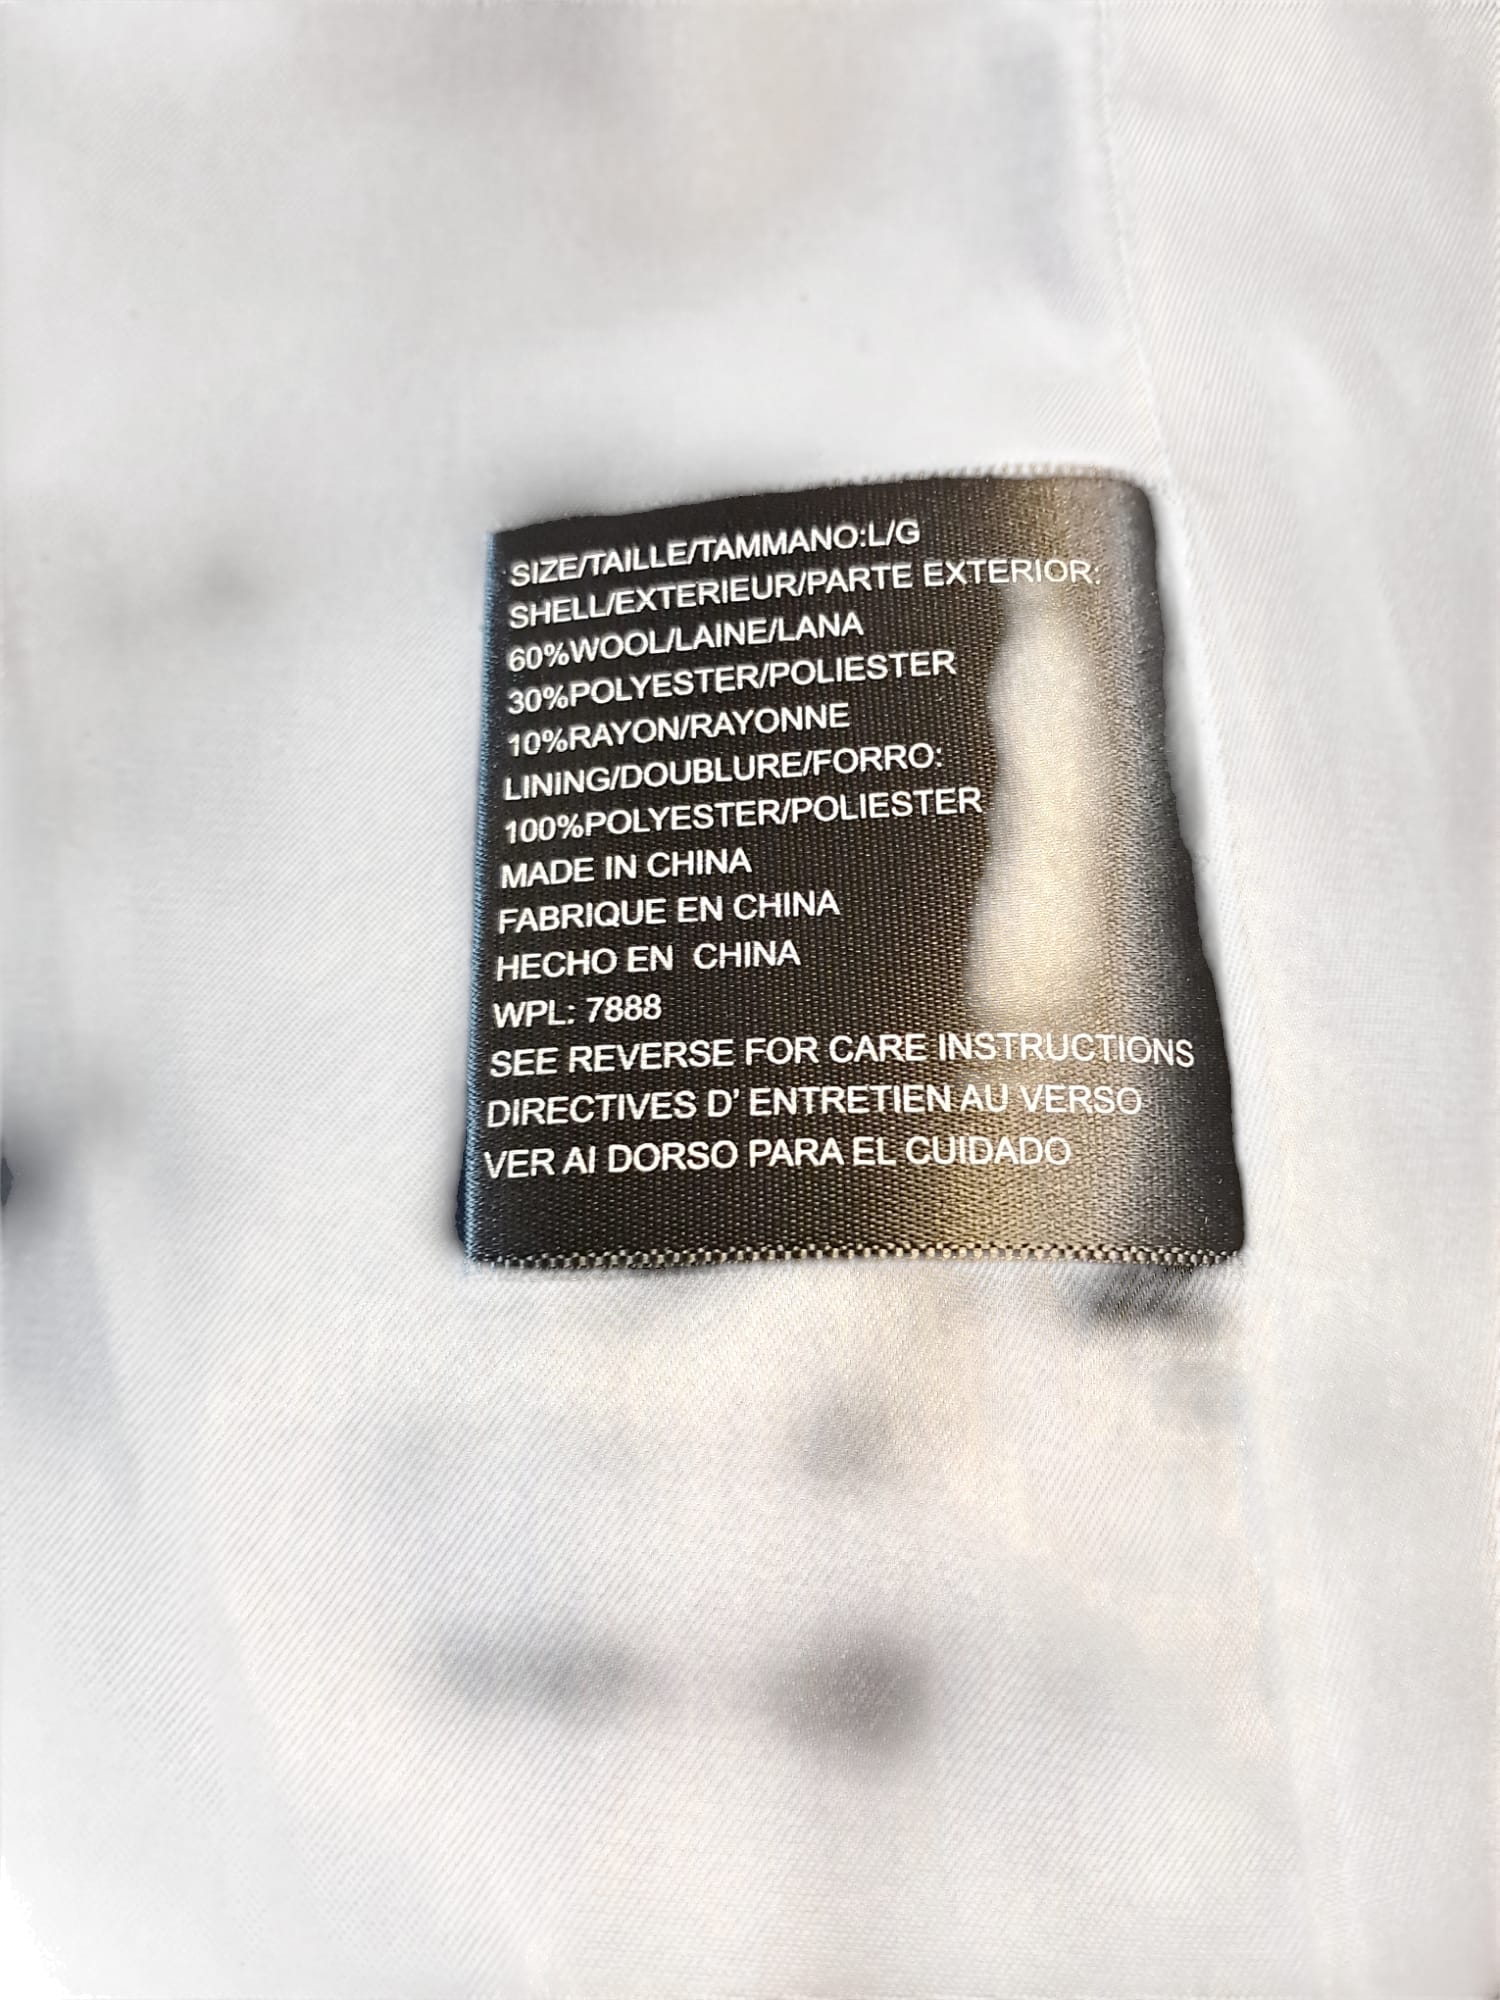 SIZE/TAILLE/TAMMANO:L/G
SHELL/EXTERIEUR/PARTE EXTERIOR:
60%WOOL/LAINE/LANA
30%POLYESTER/POLIESTER
10%RAYON/RAYONNE
LINING/DOUBLURE/FORRO:
100%POLYESTER/POLIESTER
MADE IN CHINA
FABRIQUE EN CHINA
HECHO EN CHINA
WPL: 7888
SEE REVERSE FOR CARE INSTRUCTIONS
DIRECTIVES D' ENTRETIEN AU VERSO
VER AI DORSO PARA EL CUIDADO